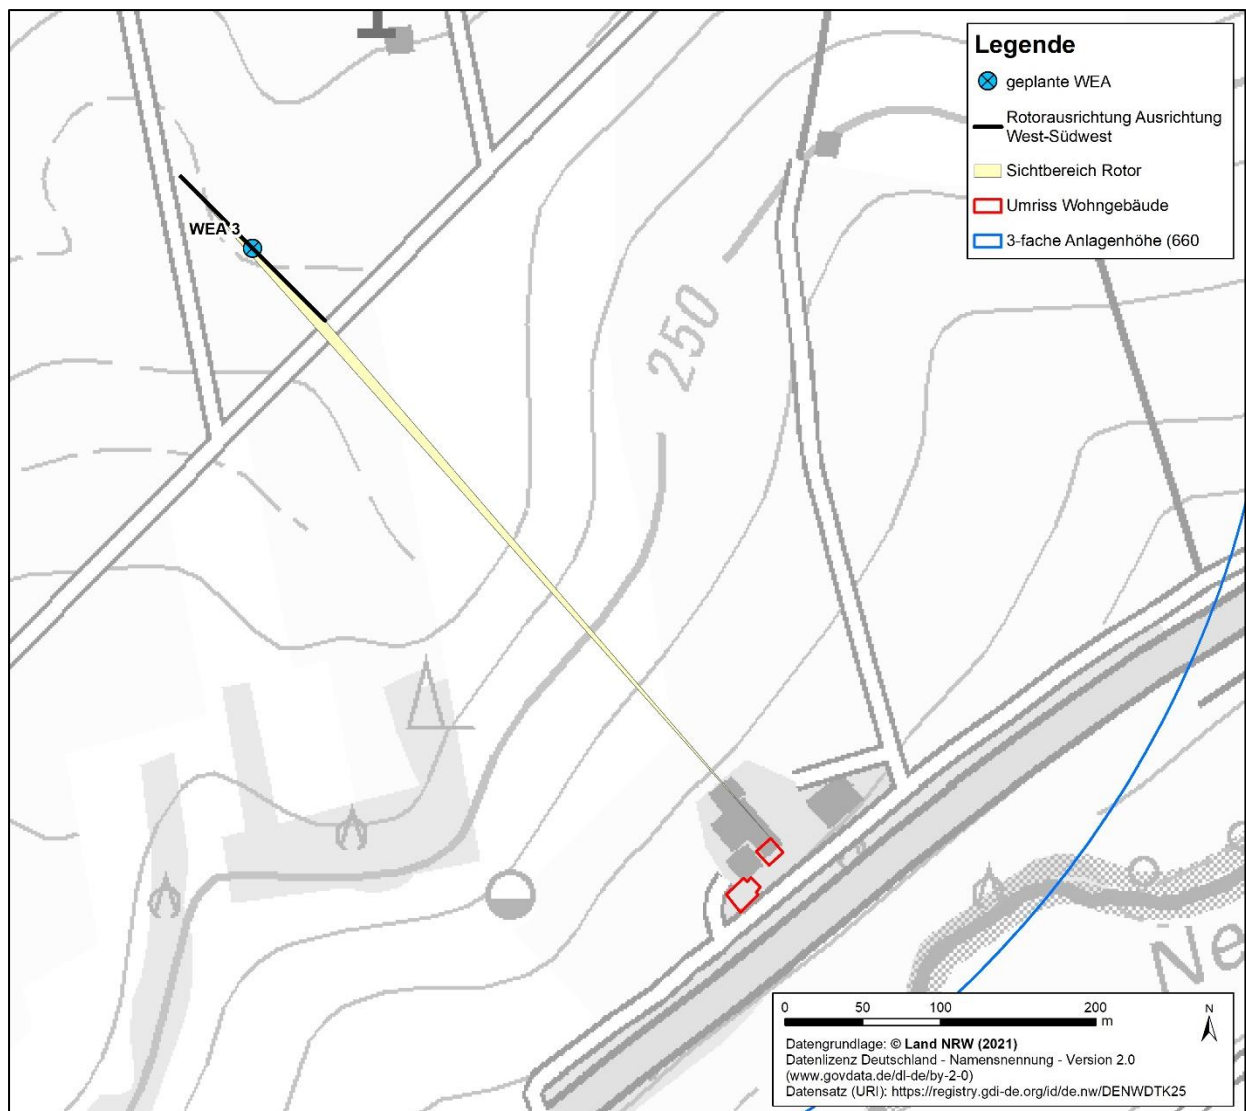 Legende
geplante WEA
Rotorausrichtung Ausrichtung
West-Südwest
Sichtbereich Rotor
Umriss Wohngebäude
3-fache Anlagenhöhe (660
WEA 3
250
Ne
0 50 100 200
m
N
Datengrundlage: © Land NRW (2021)
Datenlizenz Deutschland - Namensnennung - Version 2.0
(www.govdata.de/dl-de/by-2-0)
Datensatz (URI): https://registry.gdi-de.org/id/de.nw/DENWDTK25